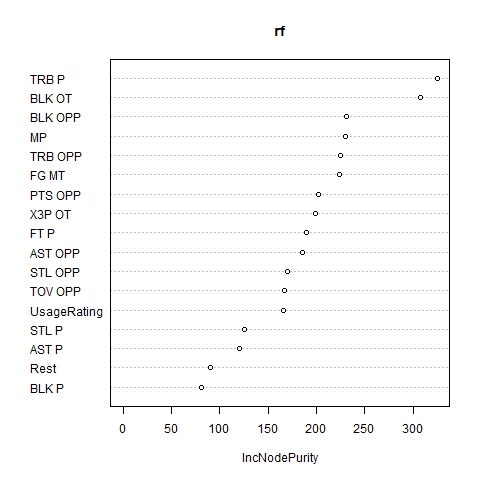 rf
TRB P
BLK OT
BLK OPP
MP
TRB OPP
FG MT
PTS OPP
X3P OT
FT P
AST OPP
STL OPP
TOV OPP
UsageRating
STL P
AST P
Rest
BLK P
0 50 100 150 200 250 300
IncNodePurity